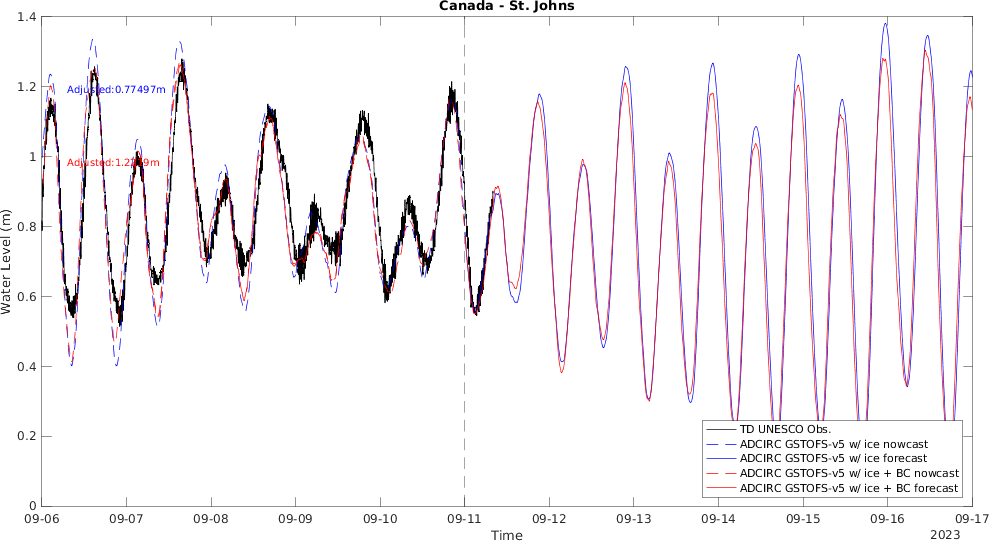 Canada - St. Johns
1.4
1.2
1
0.8
0.6
0.4
0.2
0
Water Level (m)
Adjusted:0.77497m
TD UNESCO Obs.
ADCIRC GSTOFS-v5 w/ ice nowcast
ADCIRC GSTOFS-v5 w/ ice forecast
ADCIRC GSTOFS-v5 w/ ice + BC nowcast
ADCIRC GSTOFS-v5 w/ ice + BC forecast
09-06 09-07 09-08 09-09 09-10 09-11 09-12 09-13 09-14 09-15 09-16 09-17
Time
2023